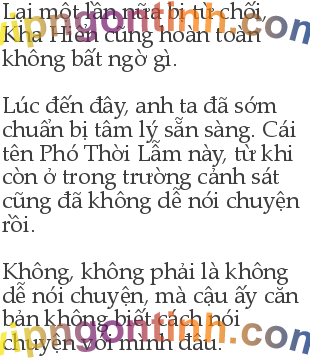 Lại một lần nữa bị từ chối,
Kha Hiển cũng hoàn toàn
không bất ngờ gì.
Lúc đến đây, anh ta đã sớm
chuẩn bị tâm lý sẵn sàng. Cái
tên Phó Thời Lẫm này, từ khi
còn ở trong trường cảnh sát
cũng đã không dễ nói chuyện
rồi.
Không, không phải là không
dễ nói chuyện, mà cậu ấy căn
bản không biết cách nói
chuyện với mình đâu.
vipngontinh.com
vipngontinh.com